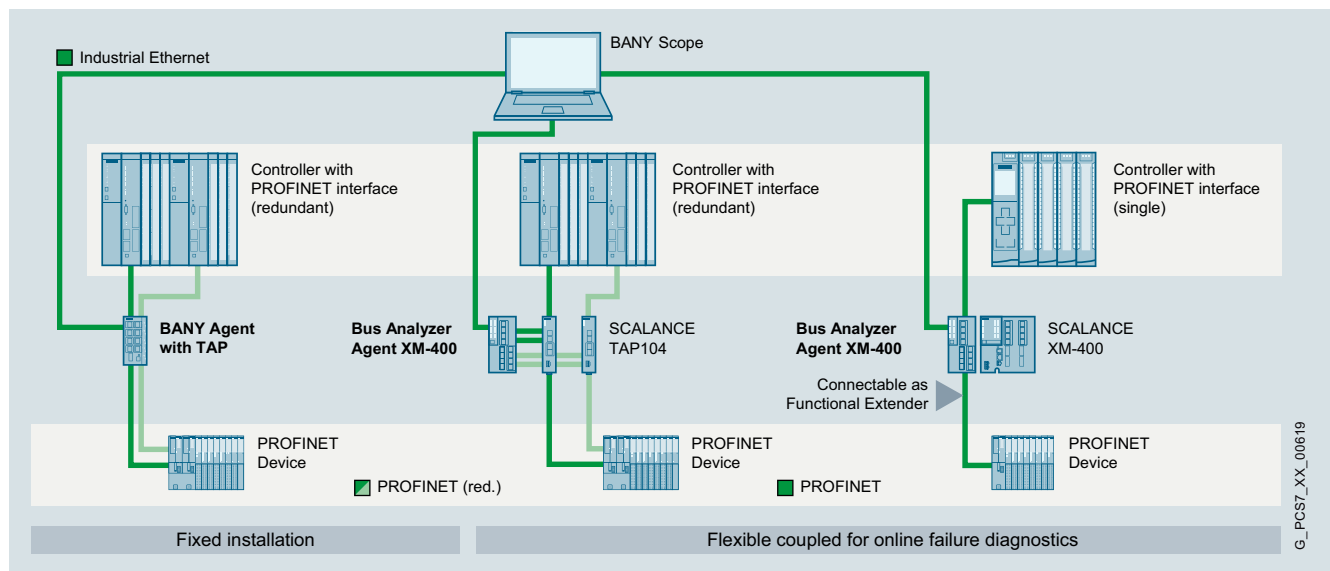 BANY Scope
Industrial Ethernet
Controller with
PROFINET interface
(redundant)
Controller with
PROFINET interface
(redundant)
Controller with
PROFINET interface
(single)
BANY Agent
with TAP
Bus Analyzer
Agent XM-400
SCALANCE
TAP104
Bus Analyzer
Agent XM-400
SCALANCE
XM-400
Connectable as
Functional Extender
PROFINET
Device
PROFINET
Device
PROFINET
Device
PROFINET (red.)
PROFINET
Fixed installation
Flexible coupled for online failure diagnostics
G_PCS7_XX_00619